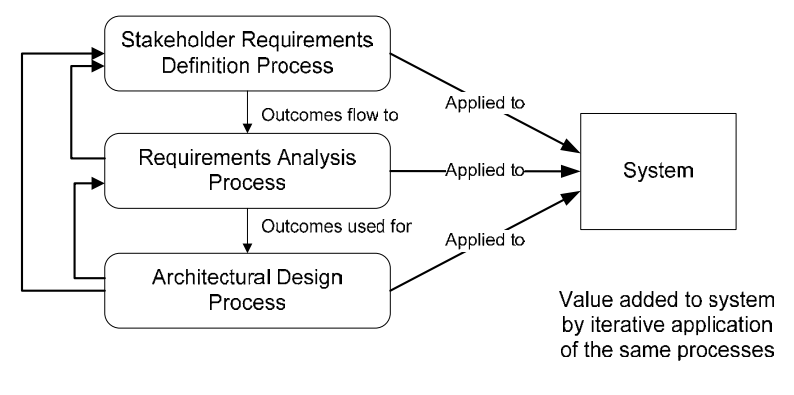 Stakeholder Requirements
Definition Process
Applied to
Outcomes flow to
Requirements Analysis
Process
Applied to
System
Outcomes used for
Applied to
Architectural Design
Process
Value added to system
by iterative application
of the same processes